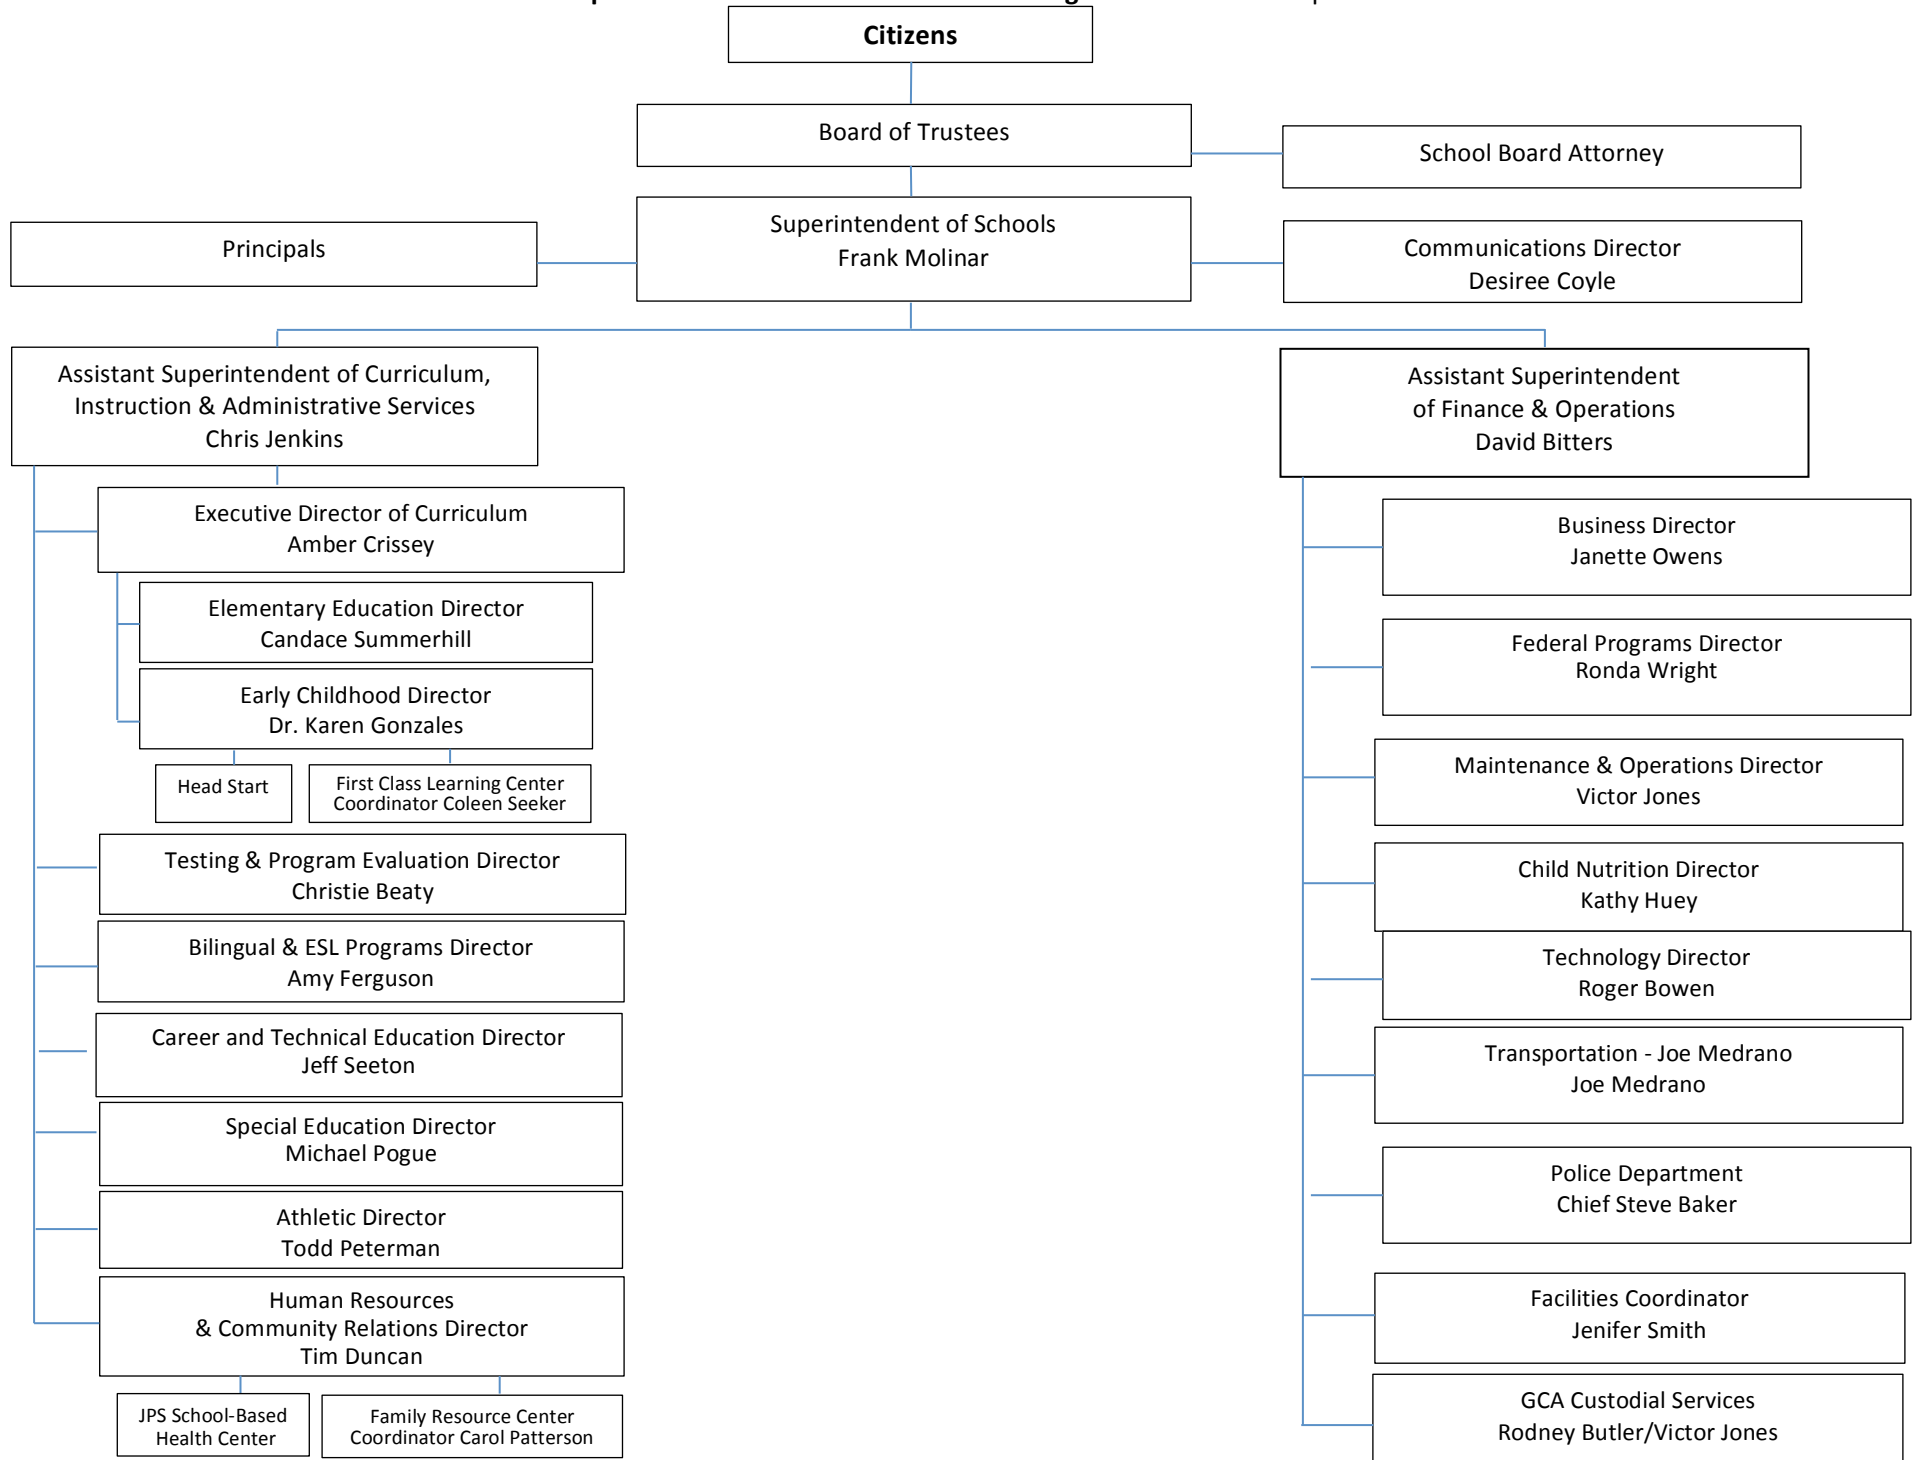 Citizens
Board of Trustees
School Board Attorney
Superintendent of Schools
Frank Molinar
Principals
Communications Director
Desiree Coyle
Assistant Superintendent of Curriculum,
Instruction & Administrative Services
Chris Jenkins
Executive Director of Curriculum
Amber Crissey
Elementary Education Director
Candace Summerhill
Early Childhood Director
Dr. Karen Gonzales
Head Start
First Class Learning Center
Coordinator Coleen Seeker
Testing & Program Evaluation Director
Christie Beaty
Bilingual & ESL Programs Director
Amy Ferguson
Career and Technical Education Director
Jeff Seeton
Special Education Director
Michael Pogue
Athletic Director
Todd Peterman
Human Resources
& Community Relations Director
Tim Duncan
JPS School-Based
Health Center
Family Resource Center
Coordinator Carol Patterson
Assistant Superintendent
of Finance & Operations
David Bitters
Business Director
Janette Owens
Federal Programs Director
Ronda Wright
Maintenance & Operations Director
Victor Jones
Child Nutrition Director
Kathy Huey
Technology Director
Roger Bowen
Transportation - Joe Medrano
Joe Medrano
Police Department
Chief Steve Baker
Facilities Coordinator
Jenifer Smith
GCA Custodial Services
Rodney Butler/Victor Jones